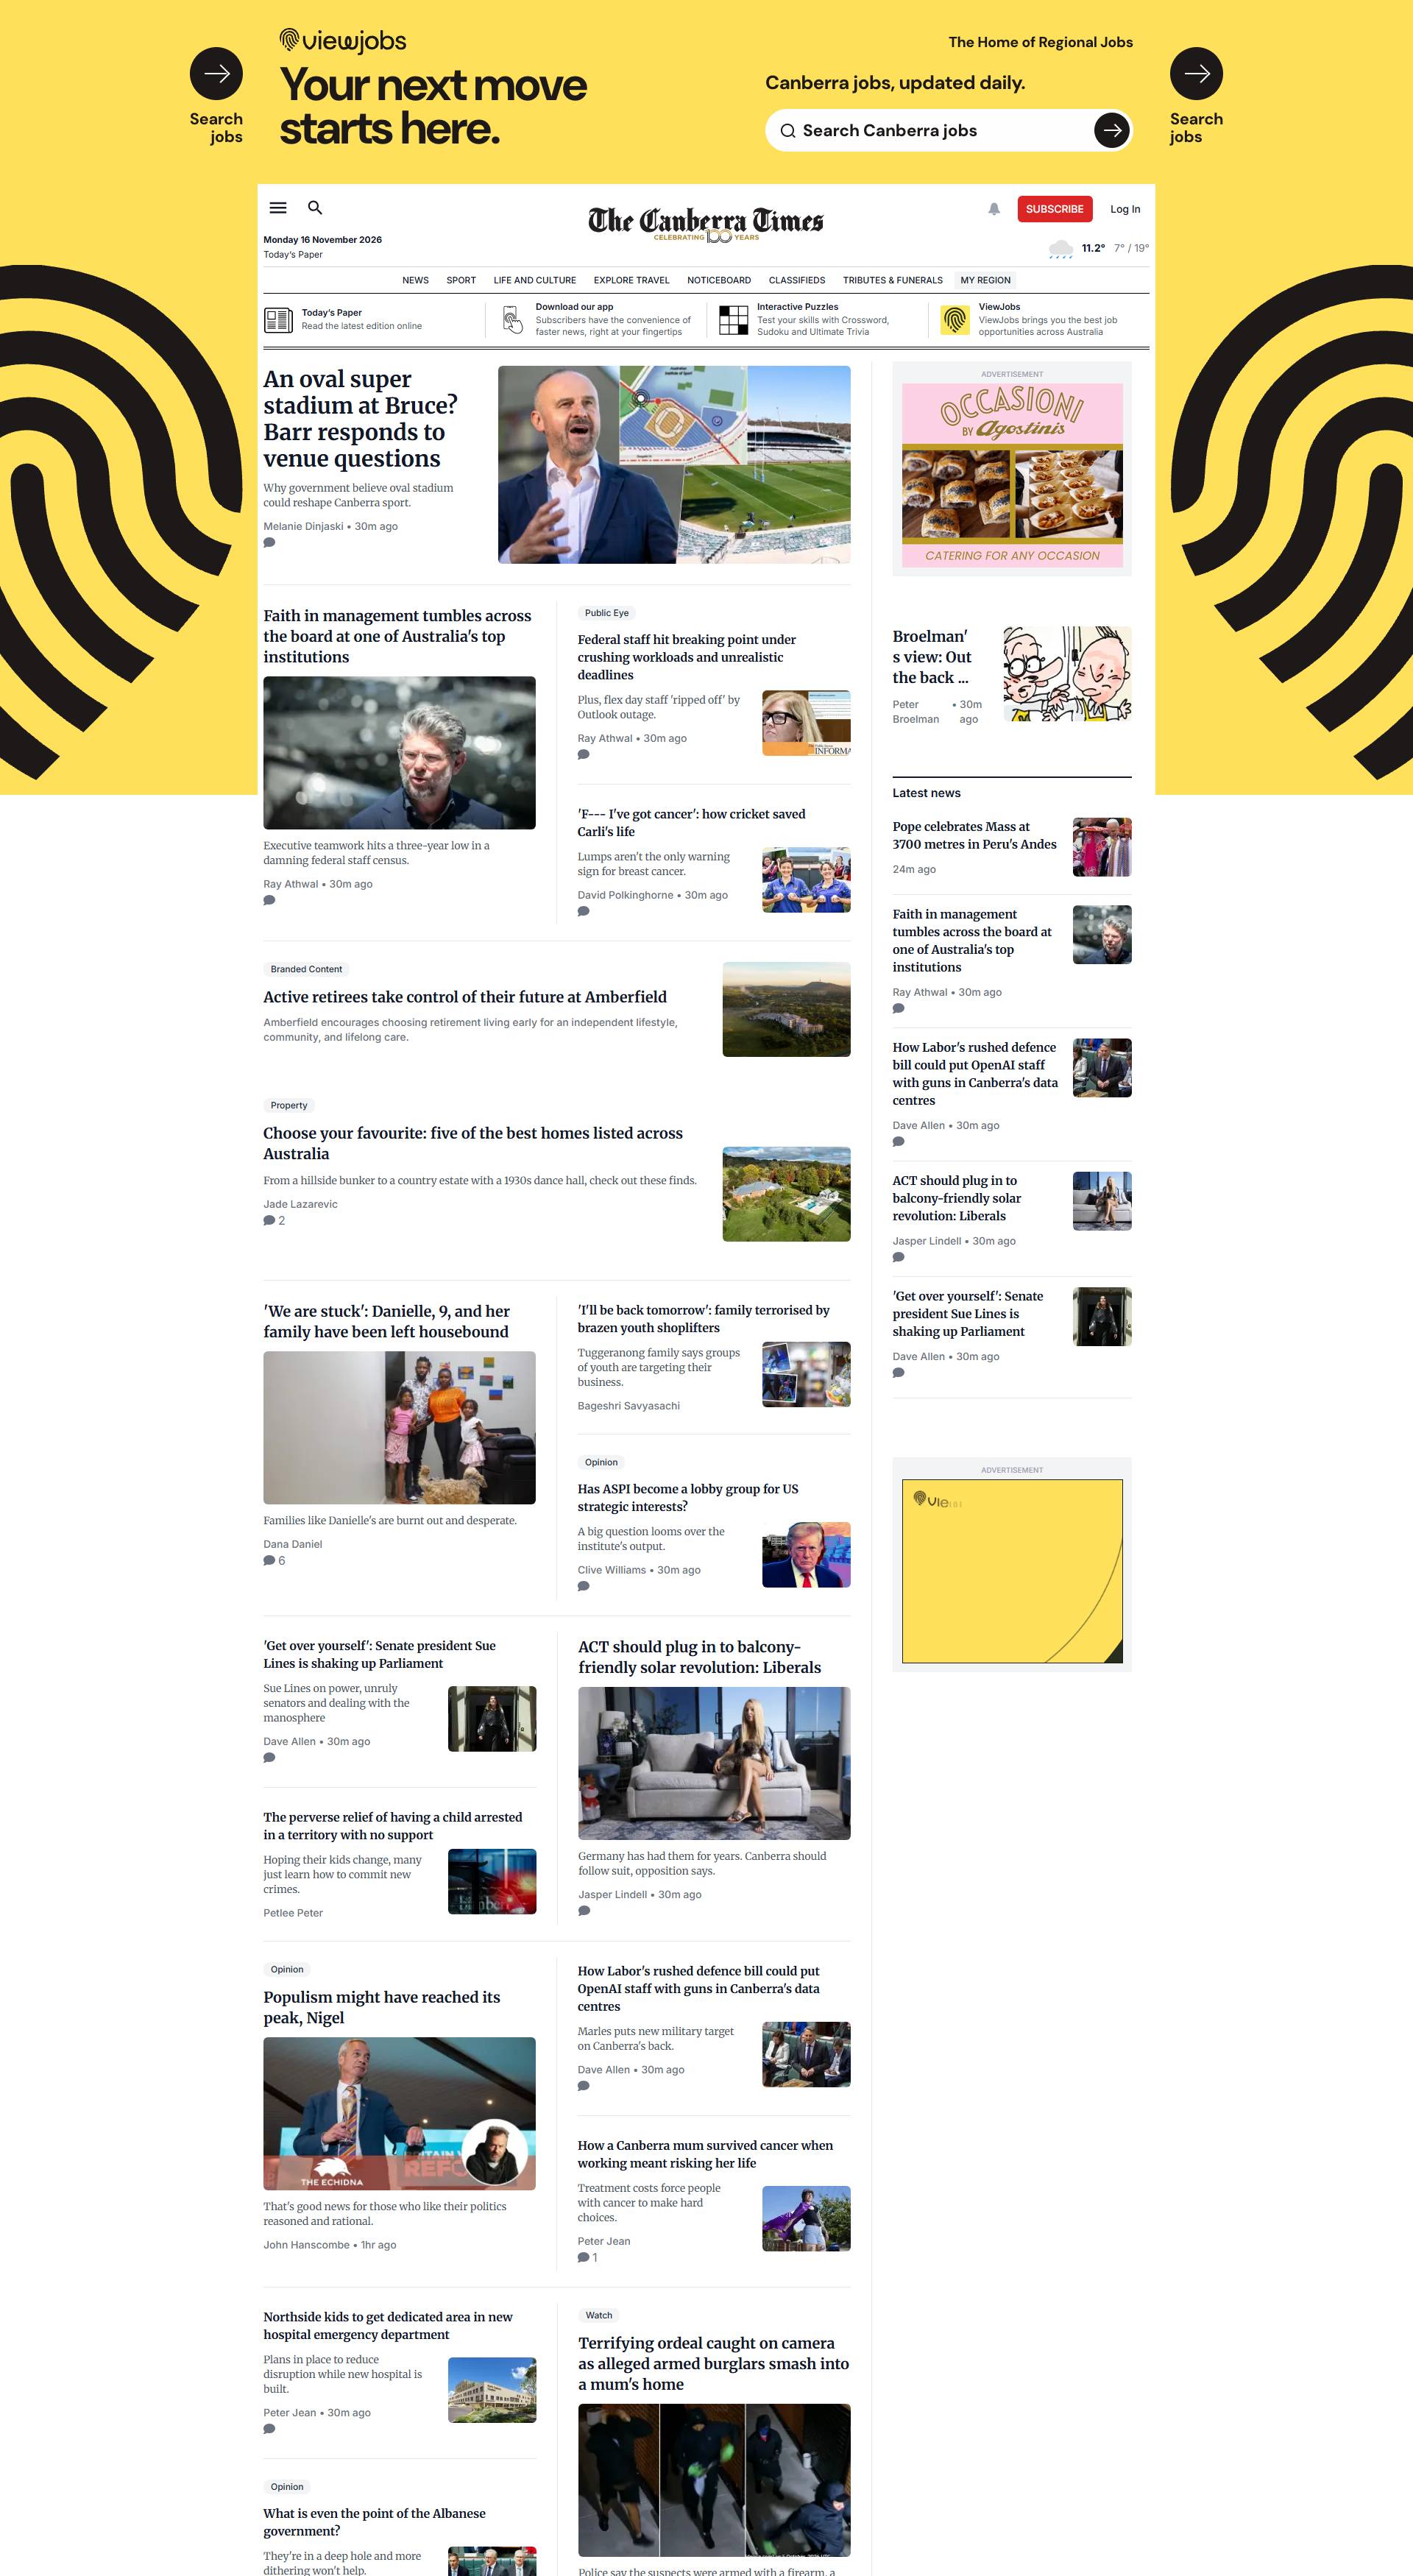 viewjobs
Your next move
starts here.
Search
jobs
The Home of Regional Jobs
Canberra jobs, updated daily.
Search Canberra jobs
Search
jobs
The Canberra Times
CELEBRATING 100 YEARS
SUBSCRIBE
Log In
Monday 16 November 2026
Today's Paper
11.2° 7° / 19°
NEWS SPORT LIFE AND CULTURE EXPLORE TRAVEL NOTICEBOARD CLASSIFIEDS TRIBUTES & FUNERALS MY REGION
Today's Paper
Read the latest edition online
Download our app
Subscribers have the convenience of
faster news, right at your fingertips
Interactive Puzzles
Test your skills with Crossword,
Sudoku and Ultimate Trivia
ViewJobs
ViewJobs brings you the best job
opportunities across Australia
An oval super
stadium at Bruce?
Barr responds to
venue questions
Why government believe oval stadium
could reshape Canberra sport.
Melanie Dinjaski • 30m ago
Faith in management tumbles across
the board at one of Australia's top
institutions
Executive teamwork hits a three-year low in a
damning federal staff census.
Ray Athwal • 30m ago
Public Eye
Federal staff hit breaking point under
crushing workloads and unrealistic
deadlines
Plus, flex day staff 'ripped off' by
Outlook outage.
Ray Athwal • 30m ago
INFORMA
'F--- I've got cancer': how cricket saved
Carli's life
Lumps aren't the only warning
sign for breast cancer.
David Polkinghorne • 30m ago
Branded Content
Active retirees take control of their future at Amberfield
Amberfield encourages choosing retirement living early for an independent lifestyle,
community, and lifelong care.
Property
Choose your favourite: five of the best homes listed across
Australia
From a hillside bunker to a country estate with a 1930s dance hall, check out these finds.
Jade Lazarevic
2
'We are stuck': Danielle, 9, and her
family have been left housebound
Families like Danielle's are burnt out and desperate.
Dana Daniel
6
'I'll be back tomorrow': family terrorised by
brazen youth shoplifters
Tuggeranong family says groups
of youth are targeting their
business.
Bageshri Savyasachi
Opinion
Has ASPI become a lobby group for US
strategic interests?
A big question looms over the
institute's output.
Clive Williams • 30m ago
'Get over yourself': Senate president Sue
Lines is shaking up Parliament
Sue Lines on power, unruly
senators and dealing with the
manosphere
Dave Allen • 30m ago
The perverse relief of having a child arrested
in a territory with no support
Hoping their kids change, many
just learn how to commit new
crimes.
Petlee Peter
ACT should plug in to balcony-
friendly solar revolution: Liberals
Germany has had them for years. Canberra should
follow suit, opposition says.
Jasper Lindell • 30m ago
Opinion
Populism might have reached its
peak, Nigel
THE ECHIDNA
That's good news for those who like their politics
reasoned and rational.
John Hanscombe • 1hr ago
How Labor's rushed defence bill could put
OpenAI staff with guns in Canberra's data
centres
Marles puts new military target
on Canberra's back.
Dave Allen • 30m ago
How a Canberra mum survived cancer when
working meant risking her life
Treatment costs force people
with cancer to make hard
choices.
Peter Jean
1
Northside kids to get dedicated area in new
hospital emergency department
Plans in place to reduce
disruption while new hospital is
built.
Peter Jean • 30m ago
Opinion
What is even the point of the Albanese
government?
They're in a deep hole and more
dithering won't help.
Watch
Terrifying ordeal caught on camera
as alleged armed burglars smash into
a mum's home
Police say the suspects were armed with a firearm, a
ADVERTISEMENT
OCCASIONI
BY Agostinis
CATERING FOR ANY OCCASION
Broelman'
s view: Out
the back ...
Peter
Broelman
• 30m
ago
Latest news
Pope celebrates Mass at
3700 metres in Peru's Andes
24m ago
Faith in management
tumbles across the board at
one of Australia's top
institutions
Ray Athwal • 30m ago
How Labor's rushed defence
bill could put OpenAI staff
with guns in Canberra's data
centres
Dave Allen • 30m ago
ACT should plug in to
balcony-friendly solar
revolution: Liberals
Jasper Lindell • 30m ago
'Get over yourself': Senate
president Sue Lines is
shaking up Parliament
Dave Allen • 30m ago
ADVERTISEMENT